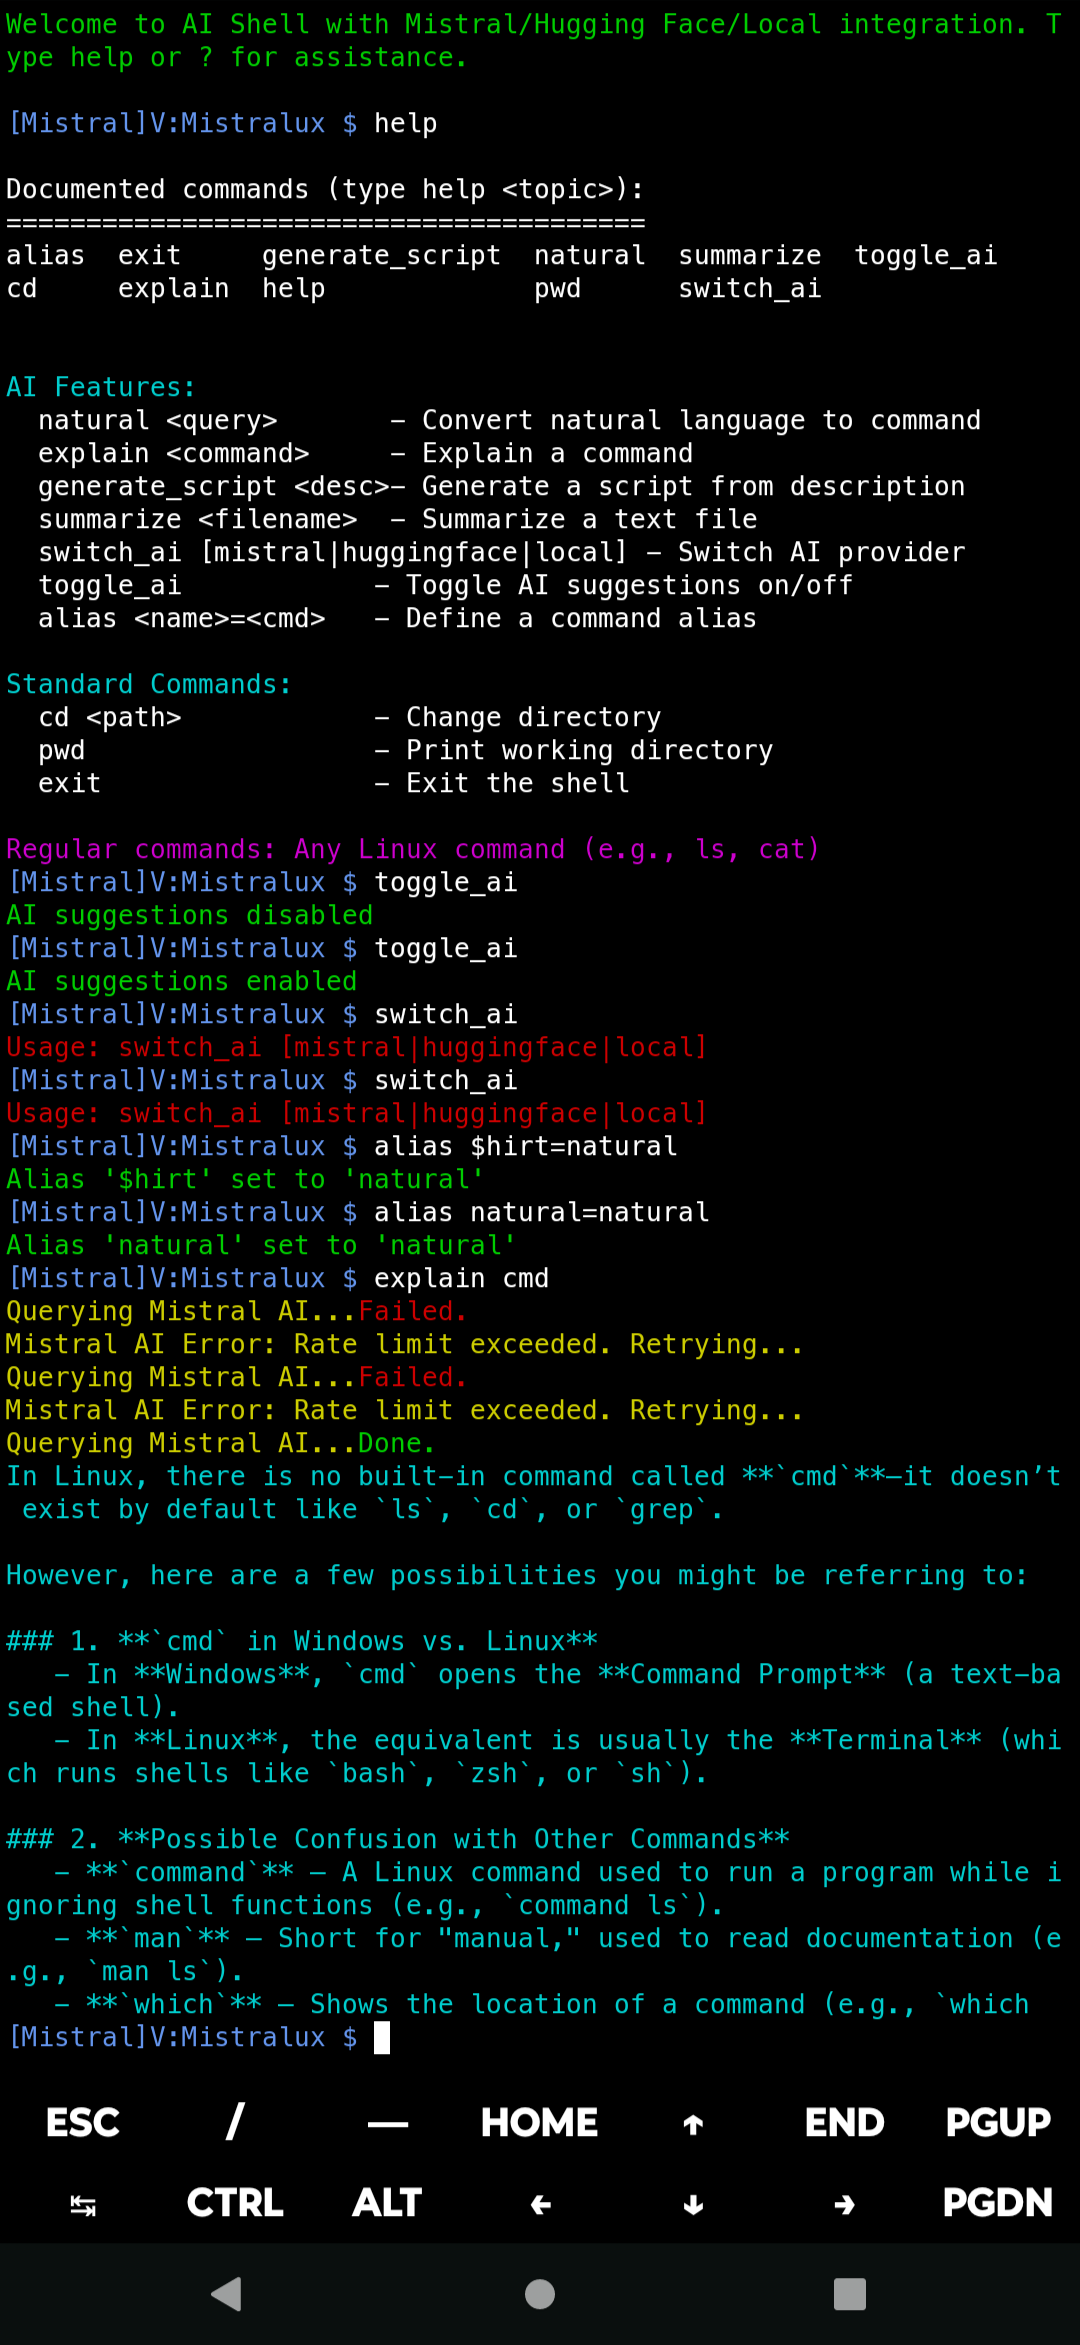 Welcome to AI Shell with Mistral/Hugging Face/Local integration. T
ype help or ? for assistance.
[Mistral]V:Mistralux $ help
Documented commands (type help <topic>):
========================================
alias  exit     generate_script  natural  summarize  toggle_ai
cd     explain  help             pwd      switch_ai
AI Features:
  natural <query>       - Convert natural language to command
  explain <command>     - Explain a command
  generate_script <desc>- Generate a script from description
  summarize <filename>  - Summarize a text file
  switch_ai [mistral|huggingface|local] - Switch AI provider
  toggle_ai            - Toggle AI suggestions on/off
  alias <name>=<cmd>   - Define a command alias
Standard Commands:
  cd <path>            - Change directory
  pwd                  - Print working directory
  exit                 - Exit the shell
Regular commands: Any Linux command (e.g., ls, cat)
[Mistral]V:Mistralux $ toggle_ai
AI suggestions disabled
[Mistral]V:Mistralux $ toggle_ai
AI suggestions enabled
[Mistral]V:Mistralux $ switch_ai
Usage: switch_ai [mistral|huggingface|local]
[Mistral]V:Mistralux $ switch_ai
Usage: switch_ai [mistral|huggingface|local]
[Mistral]V:Mistralux $ alias $hirt=natural
Alias '$hirt' set to 'natural'
[Mistral]V:Mistralux $ alias natural=natural
Alias 'natural' set to 'natural'
[Mistral]V:Mistralux $ explain cmd
Querying Mistral AI...Failed.
Mistral AI Error: Rate limit exceeded. Retrying...
Querying Mistral AI...Failed.
Mistral AI Error: Rate limit exceeded. Retrying...
Querying Mistral AI...Done.
In Linux, there is no built-in command called **`cmd`**—it doesn’t
 exist by default like `ls`, `cd`, or `grep`.
However, here are a few possibilities you might be referring to:
### 1. **`cmd` in Windows vs. Linux**
   - In **Windows**, `cmd` opens the **Command Prompt** (a text-ba
sed shell).
   - In **Linux**, the equivalent is usually the **Terminal** (whi
ch runs shells like `bash`, `zsh`, or `sh`).
### 2. **Possible Confusion with Other Commands**
   - **`command`** – A Linux command used to run a program while i
gnoring shell functions (e.g., `command ls`).
   - **`man`** – Short for "manual," used to read documentation (e
.g., `man ls`).
   - **`which`** – Shows the location of a command (e.g., `which
[Mistral]V:Mistralux $
ESC / — HOME ↑ END PGUP
↹ CTRL ALT ← ↓ → PGDN